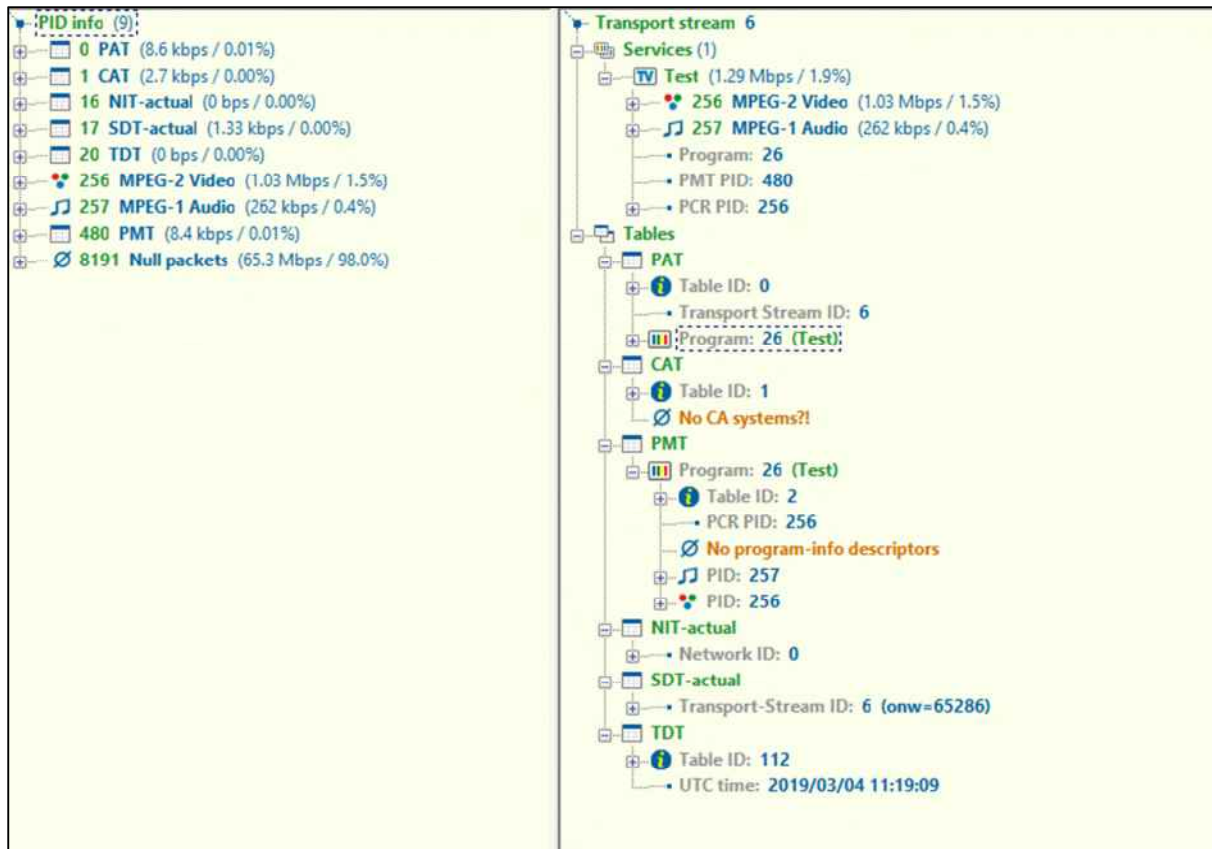 PID info (9)
0 PAT (8.6 kbps / 0.01%)
1 CAT (2.7 kbps / 0.00%)
16 NIT-actual (0 bps / 0.00%)
17 SDT-actual (1.33 kbps / 0.00%)
20 TDT (0 bps / 0.00%)
256 MPEG-2 Video (1.03 Mbps / 1.5%)
257 MPEG-1 Audio (262 kbps / 0.4%)
480 PMT (8.4 kbps / 0.01%)
8191 Null packets (65.3 Mbps / 98.0%)
Transport stream 6
Services (1)
TV Test (1.29 Mbps / 1.9%)
256 MPEG-2 Video (1.03 Mbps / 1.5%)
257 MPEG-1 Audio (262 kbps / 0.4%)
Program: 26
PMT PID: 480
PCR PID: 256
Tables
PAT
Table ID: 0
Transport Stream ID: 6
Program: 26 (Test)
CAT
Table ID: 1
No CA systems?!
PMT
Program: 26 (Test)
Table ID: 2
PCR PID: 256
No program-info descriptors
PID: 257
PID: 256
NIT-actual
Network ID: 0
SDT-actual
Transport-Stream ID: 6 (onw=65286)
TDT
Table ID: 112
UTC time: 2019/03/04 11:19:09